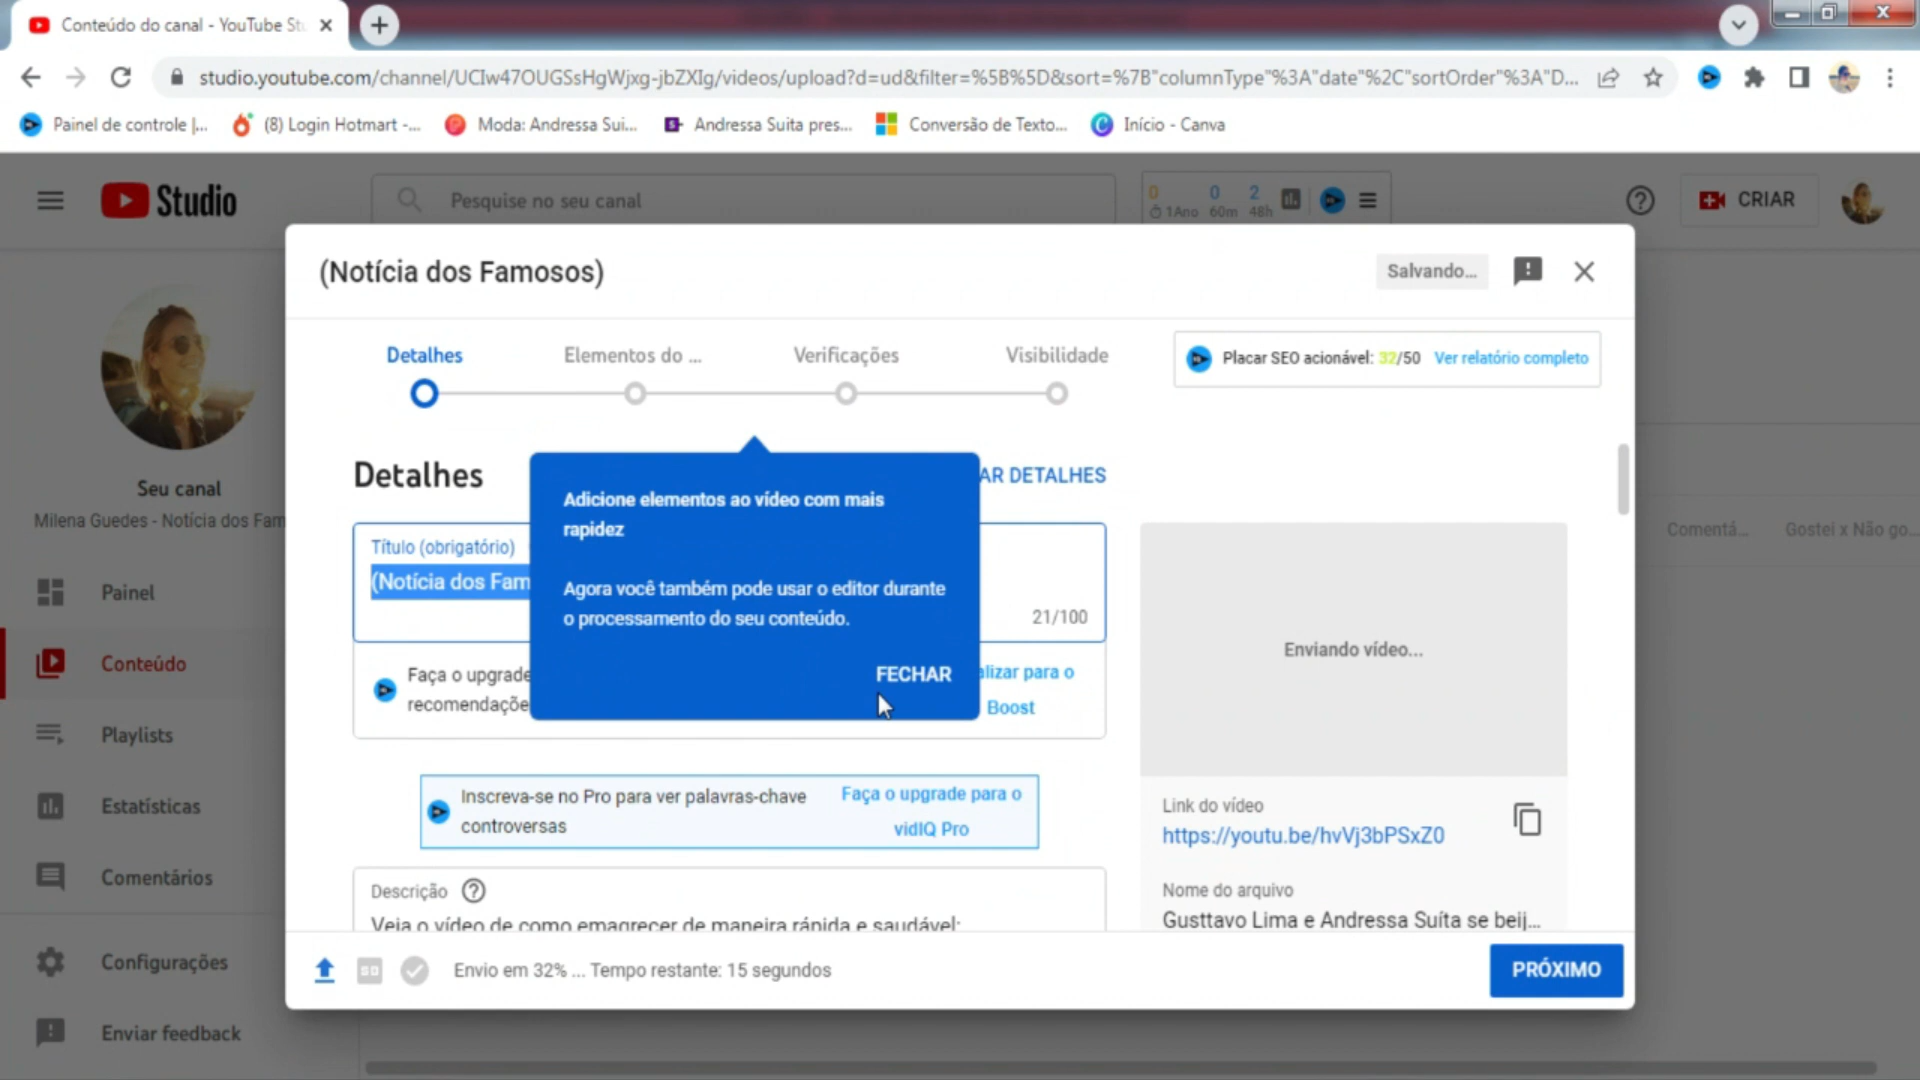 Conteúdo do canal - YouTube St
studio.youtube.com/channel/UCIw47OUGSsHgWjxg-jbZXIg/videos/upload?d=ud&filter=%5B%5D&sort=%7B"columnType"%3A"date"%2C"sortOrder"%3A"D...
Painel de controle |...
(8) Login Hotmart -...
Moda: Andressa Sui...
Andressa Suita pres...
Conversão de Texto...
Início - Canva
Studio
Pesquise no seu canal
0 0 2
1Ano 60m 48h
CRIAR
(Notícia dos Famosos)
Salvando...
Detalhes
Elementos do ...
Verificações
Visibilidade
Placar SEO acionável: 32/50 Ver relatório completo
Seu canal
Milena Guedes - Notícia dos Fam
Painel
Conteúdo
Playlists
Estatísticas
Comentários
Configurações
Enviar feedback
Detalhes
AR DETALHES
Título (obrigatório)
(Notícia dos Fam
21/100
Adicione elementos ao vídeo com mais
rapidez
Agora você também pode usar o editor durante
o processamento do seu conteúdo.
FECHAR
Faça o upgrade
recomendaçõe
alizar para o
Boost
Inscreva-se no Pro para ver palavras-chave
controversas
Faça o upgrade para o
vidIQ Pro
Descrição
Veja o vídeo de como emagrecer de maneira rápida e saudável:
Enviando vídeo...
Link do vídeo
https://youtu.be/hvVj3bPSxZ0
Nome do arquivo
Gusttavo Lima e Andressa Suíta se beij...
Comentá...
Gostei x Não go...
SD
Envio em 32% ... Tempo restante: 15 segundos
PRÓXIMO